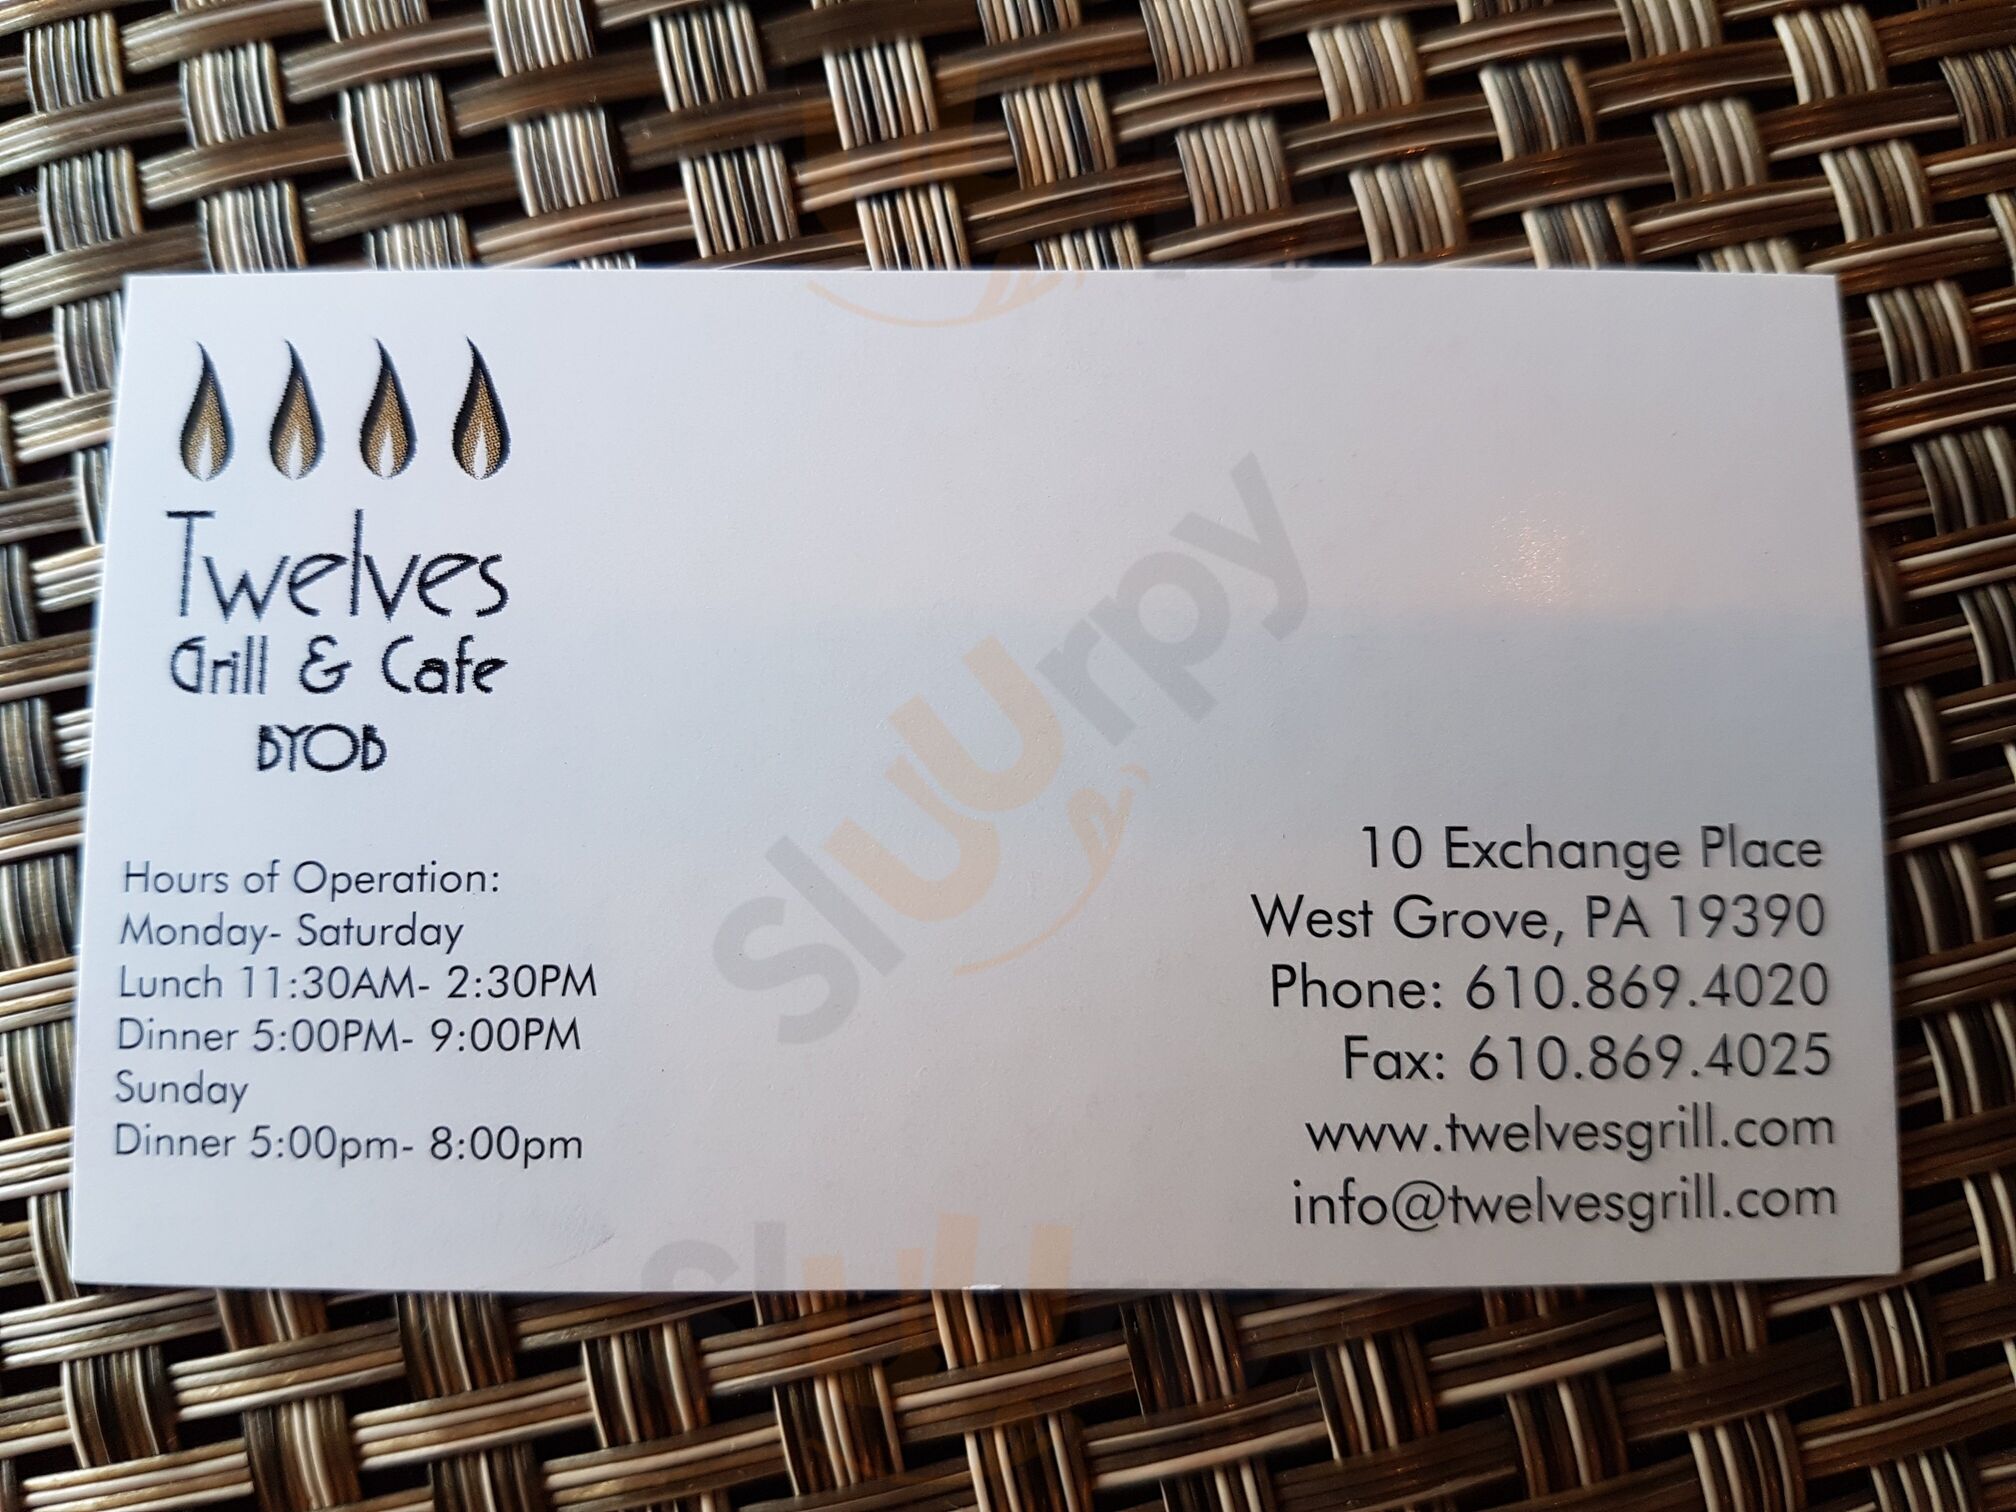 Twelves
Grill & Cafe
BYOB
Hours of Operation:
Monday- Saturday
Lunch 11:30AM- 2:30PM
Dinner 5:00PM- 9:00PM
Sunday
Dinner 5:00pm- 8:00pm
10 Exchange Place
West Grove, PA 19390
Phone: 610.869.4020
Fax: 610.869.4025
www.twelvesgrill.com
info@twelvesgrill.com
Sluurpy